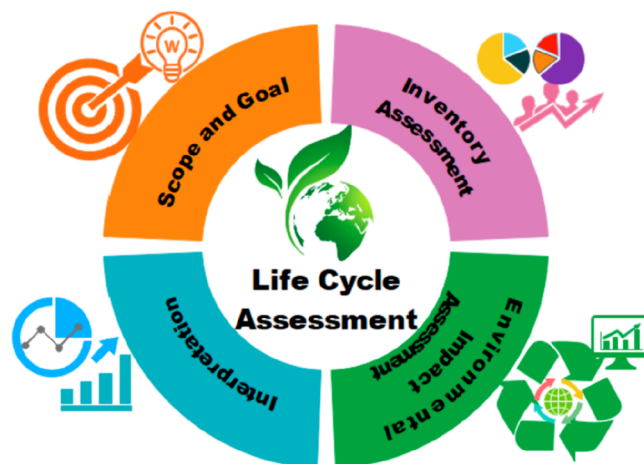 W
Scope and Goal
Inventory
Assessment
Life Cycle
Assessment
Environmental
Impact
Assessment
Interpretation